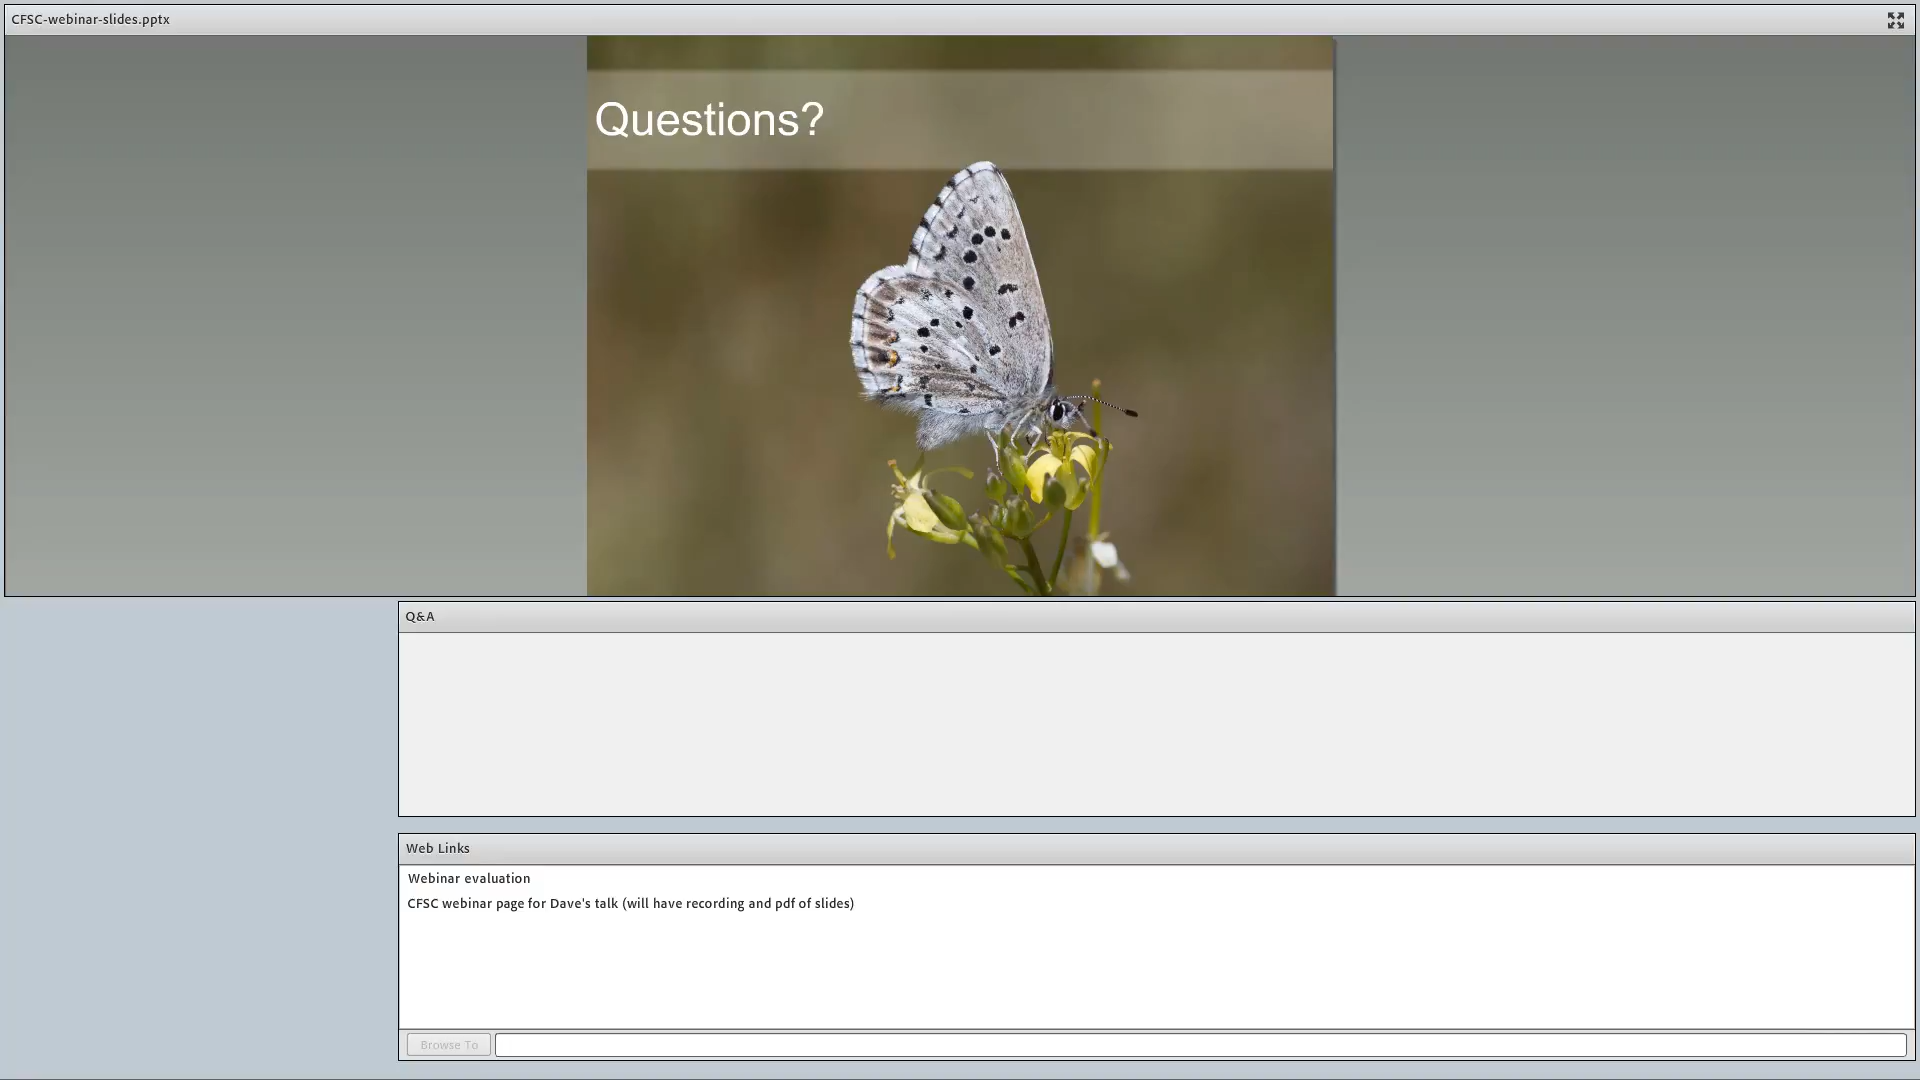 CFSC-webinar-slides.pptx
Questions?
Q&A
Web Links
Webinar evaluation
CFSC webinar page for Dave's talk (will have recording and pdf of slides)
Browse To